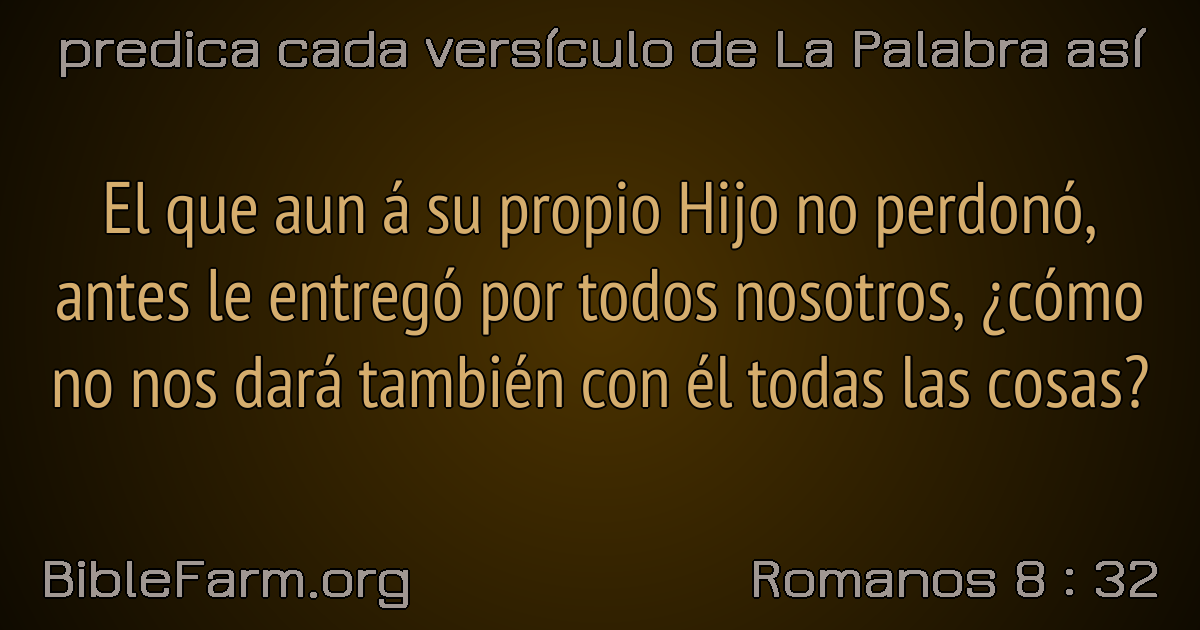 predica cada versículo de La Palabra así
El que aun á su propio Hijo no perdonó,
antes le entregó por todos nosotros, ¿cómo
no nos dará también con él todas las cosas?
BibleFarm.org
Romanos 8 : 32